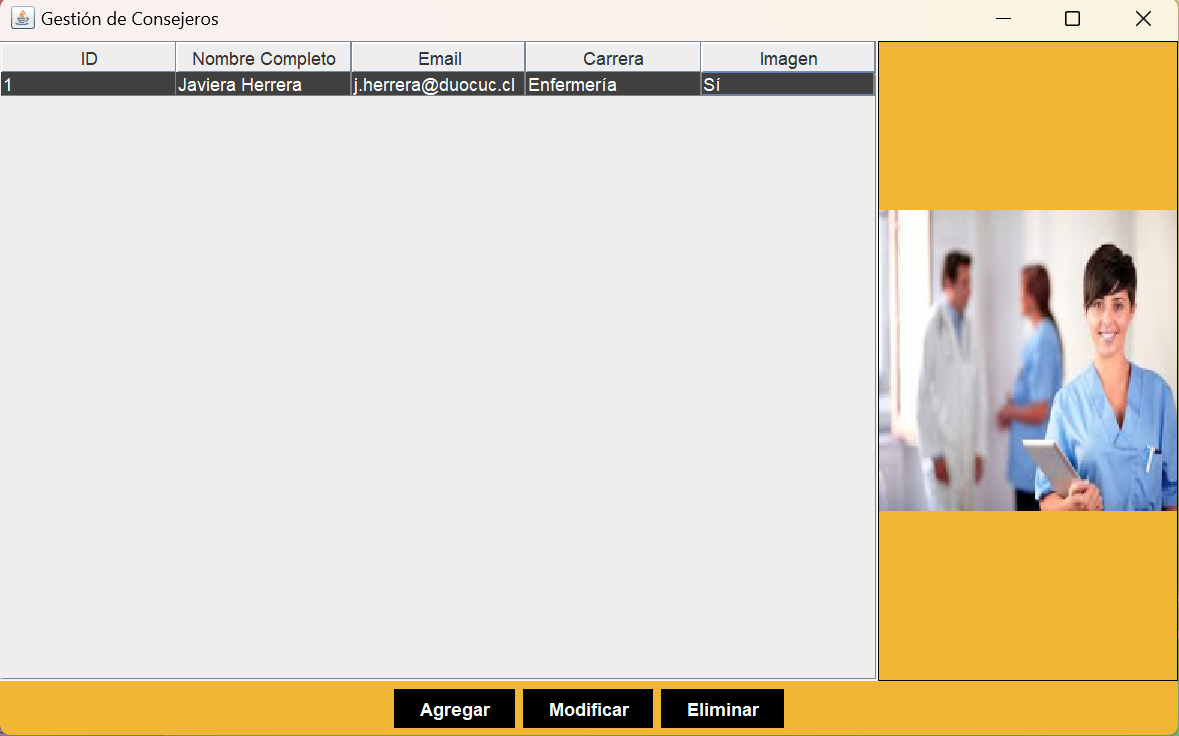 Gestión de Consejeros
ID Nombre Completo Email Carrera Imagen
1 Javiera Herrera j.herrera@duocuc.cl Enfermería Sí
Agregar Modificar Eliminar